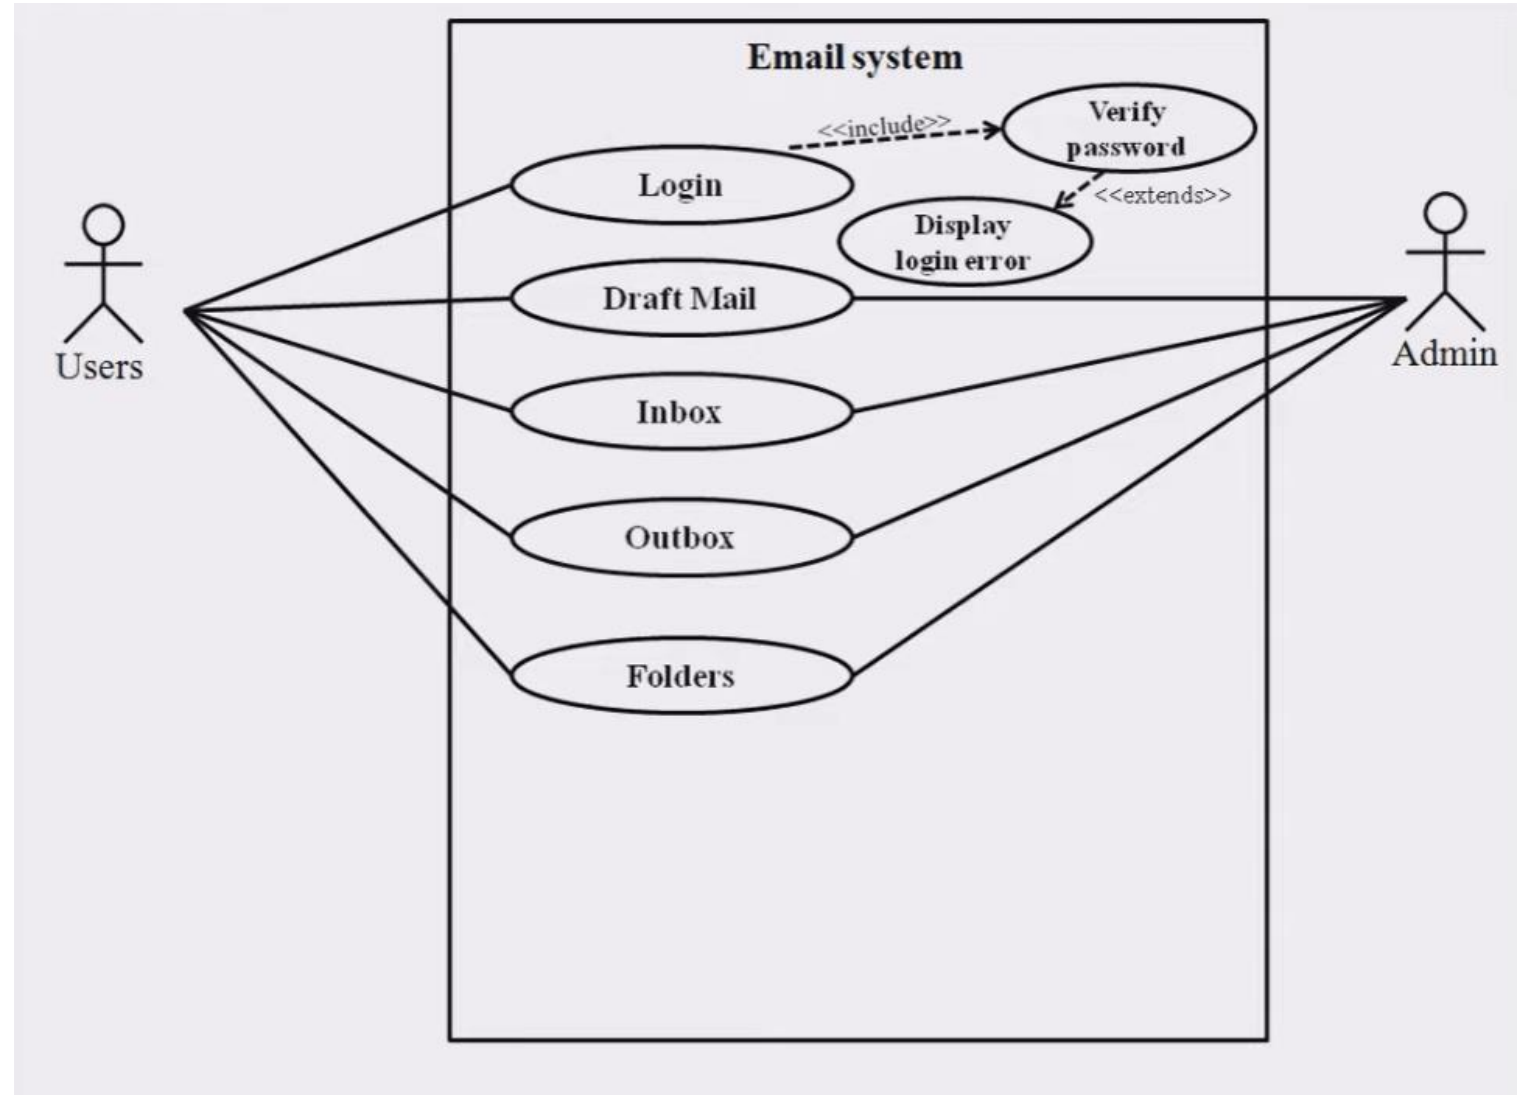 Email system
<<include>>
Verify
password
Login
<<extends>>
Display
login error
Draft Mail
Users
Admin
Inbox
Outbox
Folders